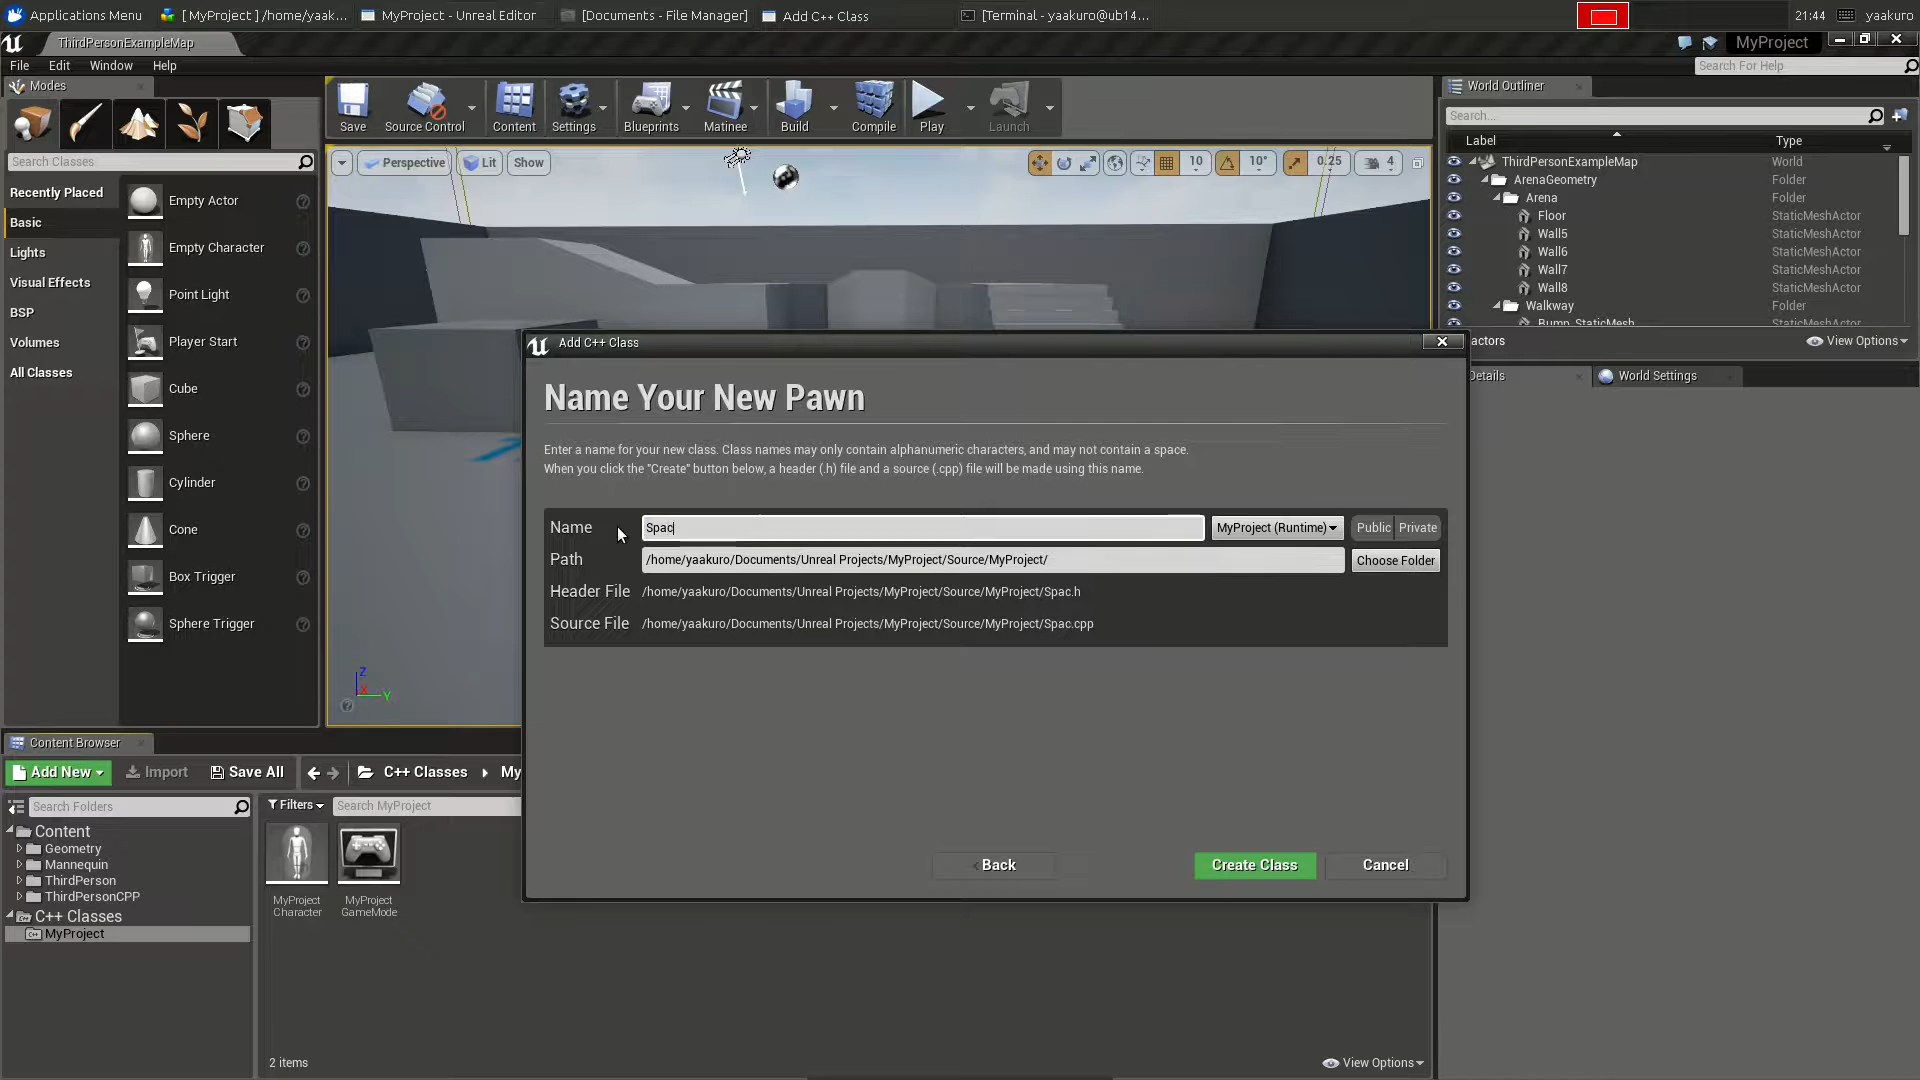 Applications Menu
[ MyProject ] /home/yaak...
MyProject - Unreal Editor
[Documents - File Manager]
Add C++ Class
[Terminal - yaakuro@ub14...
21:44
yaakuro
ThirdPersonExampleMap
MyProject
File Edit Window Help
Search For Help
Modes
Save
Source Control
Content
Settings
Blueprints
Matinee
Build
Compile
Play
Launch
World Outliner
Search...
Label Type
Search Classes
Perspective
Lit
Show
10
10°
0.25
4
Recently Placed
Basic
Lights
Visual Effects
BSP
Volumes
All Classes
Empty Actor
Empty Character
Point Light
Player Start
Cube
Sphere
Cylinder
Cone
Box Trigger
Sphere Trigger
ThirdPersonExampleMap World
ArenaGeometry Folder
Arena Folder
Floor StaticMeshActor
Wall5 StaticMeshActor
Wall6 StaticMeshActor
Wall7 StaticMeshActor
Wall8 StaticMeshActor
Walkway Folder
Bump_StaticMesh StaticMeshActor
actors
View Options
Details
World Settings
Add C++ Class
Name Your New Pawn
Enter a name for your new class. Class names may only contain alphanumeric characters, and may not contain a space.
When you click the "Create" button below, a header (.h) file and a source (.cpp) file will be made using this name.
Name Spac MyProject (Runtime) Public Private
Path /home/yaakuro/Documents/Unreal Projects/MyProject/Source/MyProject/ Choose Folder
Header File /home/yaakuro/Documents/Unreal Projects/MyProject/Source/MyProject/Spac.h
Source File /home/yaakuro/Documents/Unreal Projects/MyProject/Source/MyProject/Spac.cpp
Back
Create Class
Cancel
Z
X
Y
Content Browser
Add New
Import
Save All
C++ Classes
My
Search Folders
Filters
Search MyProject
Content
Geometry
Mannequin
ThirdPerson
ThirdPersonCPP
C++ Classes
MyProject
MyProject
Character
MyProject
GameMode
2 items
View Options